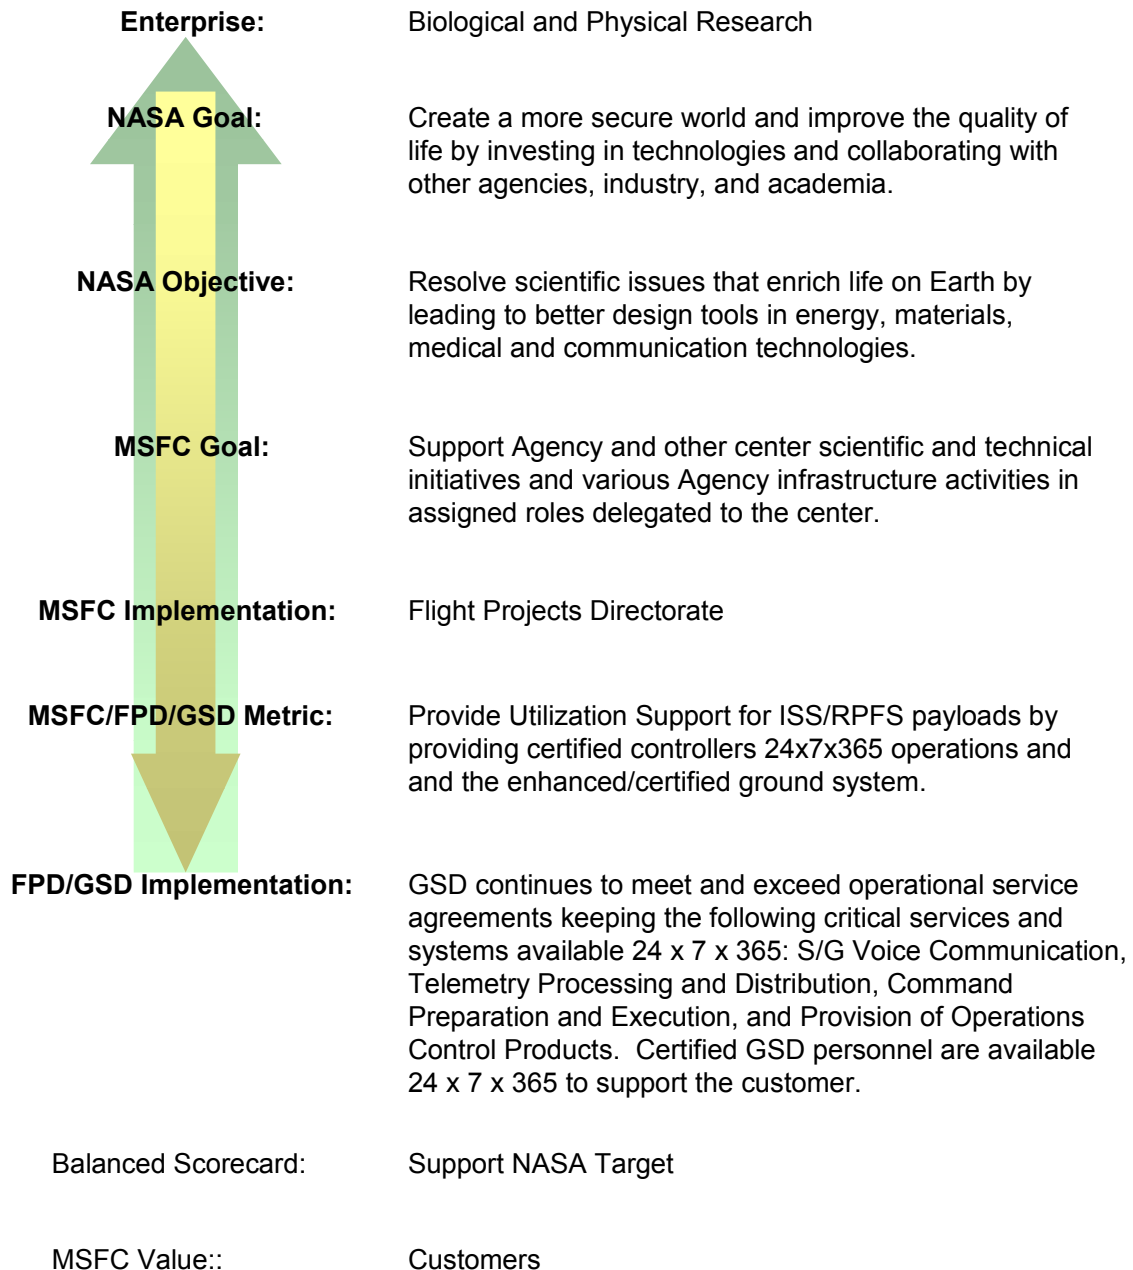 Enterprise: Biological and Physical Research
NASA Goal: Create a more secure world and improve the quality of
life by investing in technologies and collaborating with
other agencies, industry, and academia.
NASA Objective: Resolve scientific issues that enrich life on Earth by
leading to better design tools in energy, materials,
medical and communication technologies.
MSFC Goal: Support Agency and other center scientific and technical
initiatives and various Agency infrastructure activities in
assigned roles delegated to the center.
MSFC Implementation: Flight Projects Directorate
MSFC/FPD/GSD Metric: Provide Utilization Support for ISS/RPFS payloads by
providing certified controllers 24x7x365 operations and
and the enhanced/certified ground system.
FPD/GSD Implementation: GSD continues to meet and exceed operational service
agreements keeping the following critical services and
systems available 24 x 7 x 365: S/G Voice Communication,
Telemetry Processing and Distribution, Command
Preparation and Execution, and Provision of Operations
Control Products.  Certified GSD personnel are available
24 x 7 x 365 to support the customer.
Balanced Scorecard: Support NASA Target
MSFC Value:: Customers